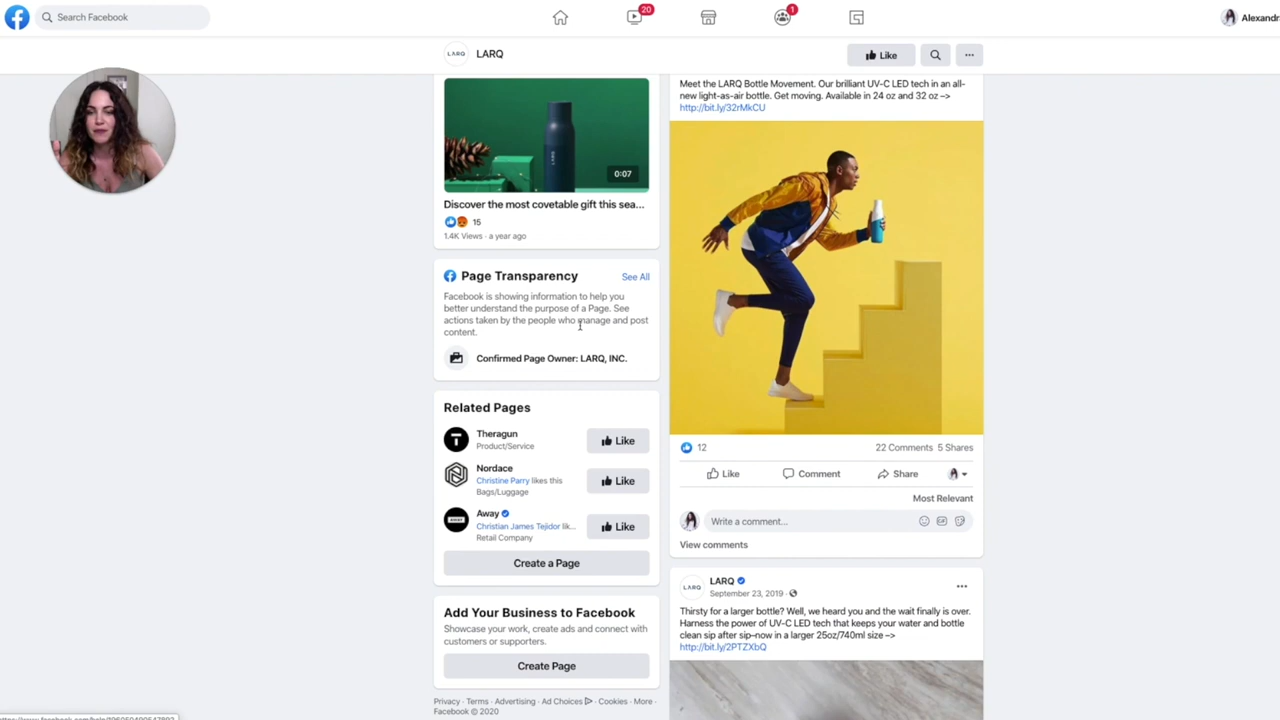 Search Facebook
20
1
Alexandr
LARQ
LARQ
Like
LARQ
0:07
Discover the most covetable gift this sea...
15
1.4K Views · a year ago
Page Transparency
See All
Facebook is showing information to help you
better understand the purpose of a Page. See
actions taken by the people who manage and post
content.
Confirmed Page Owner: LARQ, INC.
Related Pages
Theragun
Product/Service
Like
Nordace
Christine Parry likes this
Bags/Luggage
Like
AWAY
Away
Christian James Tejidor lik...
Retail Company
Like
Create a Page
Add Your Business to Facebook
Showcase your work, create ads and connect with
customers or supporters.
Create Page
Privacy · Terms · Advertising · Ad Choices · Cookies · More ·
Facebook © 2020
Meet the LARQ Bottle Movement. Our brilliant UV-C LED tech in an all-
new light-as-air bottle. Get moving. Available in 24 oz and 32 oz –>
http://bit.ly/32rMkCU
12
22 Comments 5 Shares
Like
Comment
Share
Most Relevant
Write a comment...
GIF
View comments
LARQ
LARQ
September 23, 2019 ·
Thirsty for a larger bottle? Well, we heard you and the wait finally is over.
Harness the power of UV-C LED tech that keeps your water and bottle
clean sip after sip–now in a larger 25oz/740ml size –>
http://bit.ly/2PTZXbQ